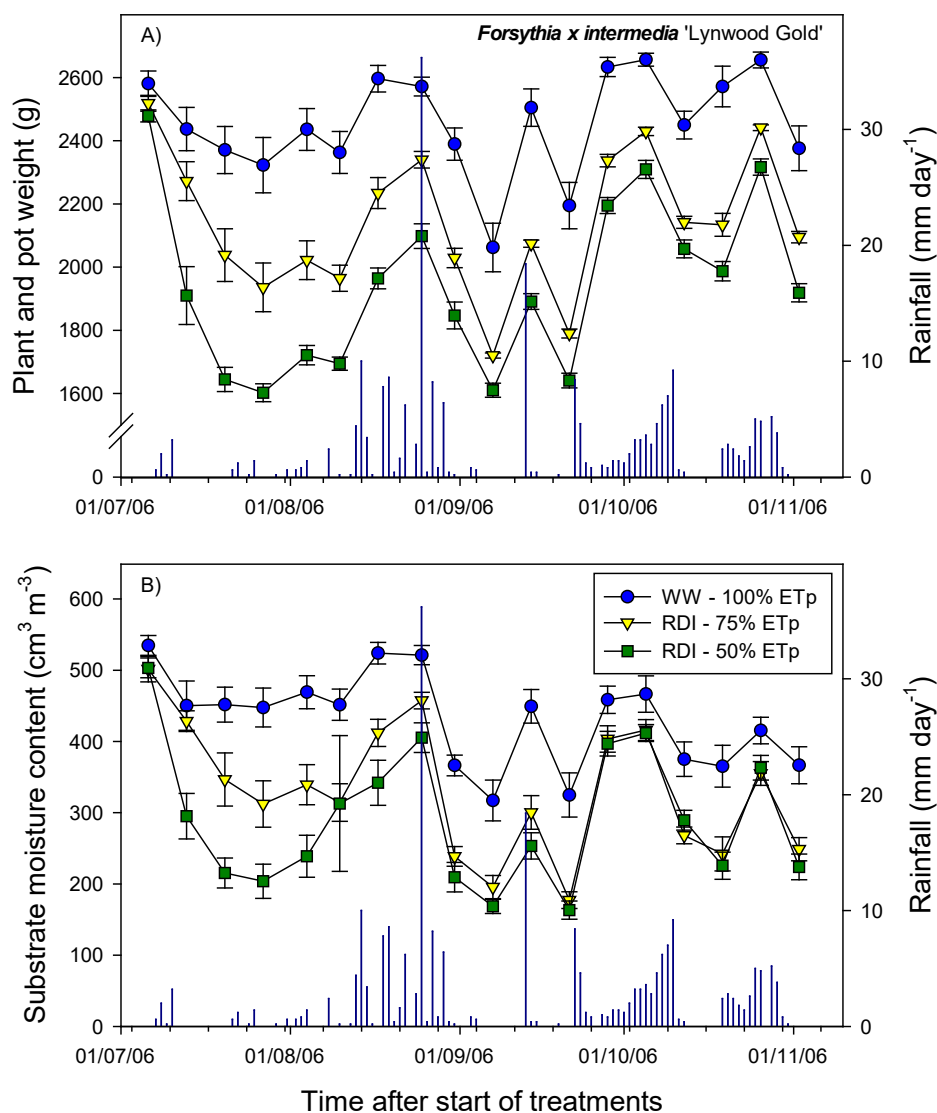 A)
Forsythia x intermedia 'Lynwood Gold'
Plant and pot weight (g)
2600
2400
2200
2000
1800
1600
0
Rainfall (mm day-1)
30
20
10
0
01/07/06 01/08/06 01/09/06 01/10/06 01/11/06
B)
WW - 100% ETp
RDI - 75% ETp
RDI - 50% ETp
Substrate moisture content (cm3 m-3)
600
500
400
300
200
100
0
Rainfall (mm day-1)
30
20
10
0
01/07/06 01/08/06 01/09/06 01/10/06 01/11/06
Time after start of treatments